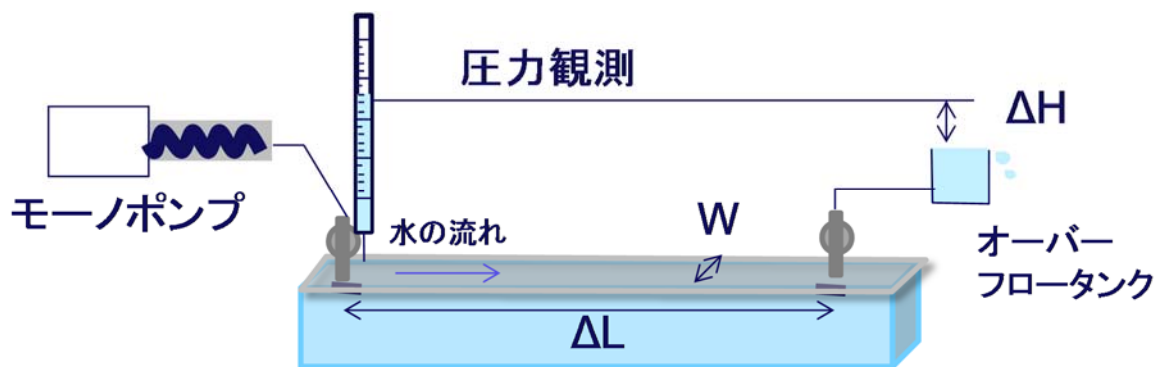 圧力観測
ΔH
モーノポンプ
水の流れ
W
オーバー
フロータンク
ΔL